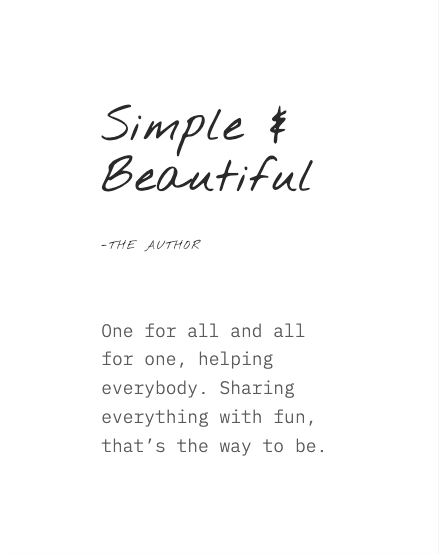 Simple &
Beautiful
-THE AUTHOR
One for all and all
for one, helping
everybody. Sharing
everything with fun,
that’s the way to be.